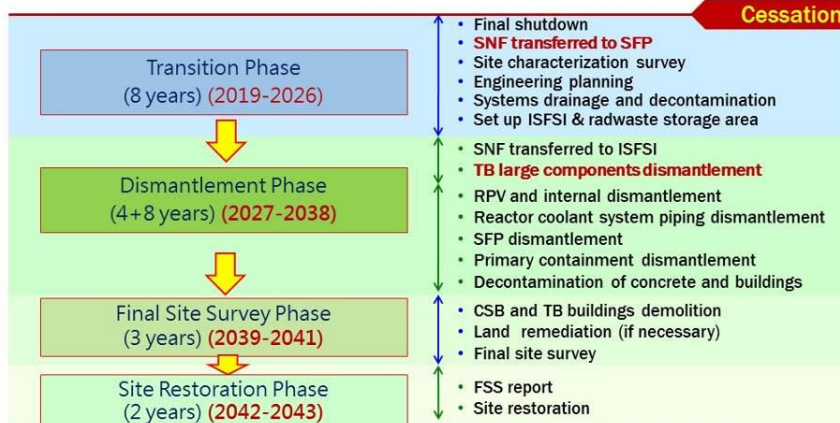 Cessation
Transition Phase
(8 years) (2019-2026)
• Final shutdown
• SNF transferred to SFP
• Site characterization survey
• Engineering planning
• Systems drainage and decontamination
• Set up ISFSI & radwaste storage area
Dismantlement Phase
(4+8 years) (2027-2038)
• SNF transferred to ISFSI
• TB large components dismantlement
• RPV and internal dismantlement
• Reactor coolant system piping dismantlement
• SFP dismantlement
• Primary containment dismantlement
• Decontamination of concrete and buildings
Final Site Survey Phase
(3 years) (2039-2041)
• CSB and TB buildings demolition
• Land remediation (if necessary)
• Final site survey
Site Restoration Phase
(2 years) (2042-2043)
• FSS report
• Site restoration